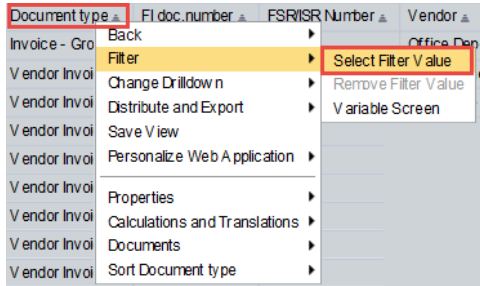 Document type FI doc.number FSR/ISR Number Vendor
Invoice - Gro Back Office Dep
Filter Select Filter Value
Vendor Invoi Change Drilldown Remove Filter Value
Vendor Invoi Distribute and Export Variable Screen
Vendor Invoi Save View
Vendor Invoi Personalize Web Application
Vendor Invoi
Vendor Invoi Properties
Vendor Invoi Calculations and Translations
Vendor Invoi Documents
Vendor Invoi Sort Document type